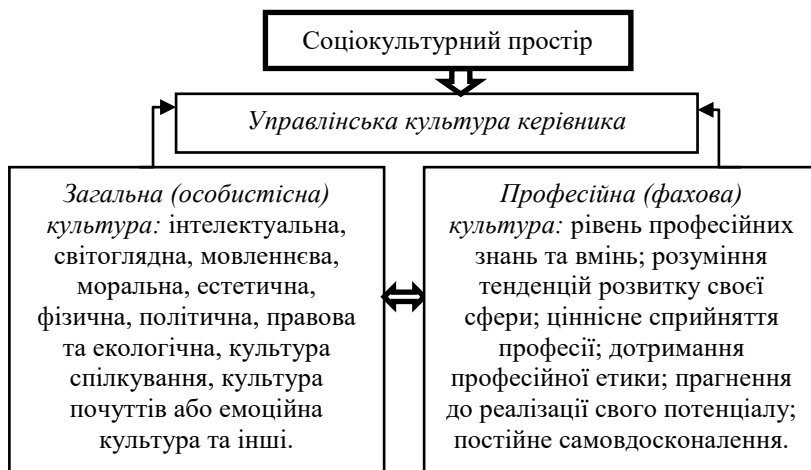 Соціокультурний простір
Управлінська культура керівника
Загальна (особистісна)
культура: інтелектуальна,
світоглядна, мовленнєва,
моральна, естетична,
фізична, політична, правова
та екологічна, культура
спілкування, культура
почуттів або емоційна
культура та інші.
Професійна (фахова)
культура: рівень професійних
знань та вмінь; розуміння
тенденцій розвитку своєї
сфери; ціннісне сприйняття
професії; дотримання
професійної етики; прагнення
до реалізації свого потенціалу;
постійне самовдосконалення.